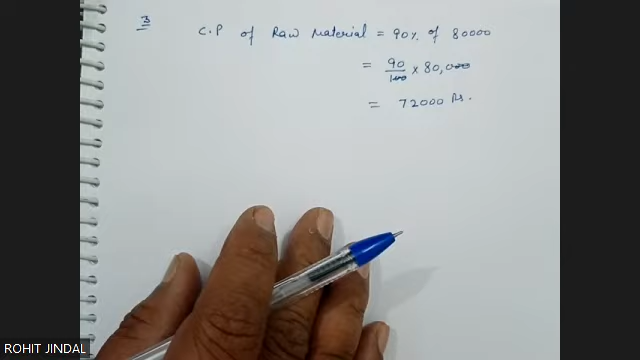 3
C.P of Raw Material = 90% of 80000
= 90/100 x 80,000
= 72000 Rs.
ROHIT JINDAL